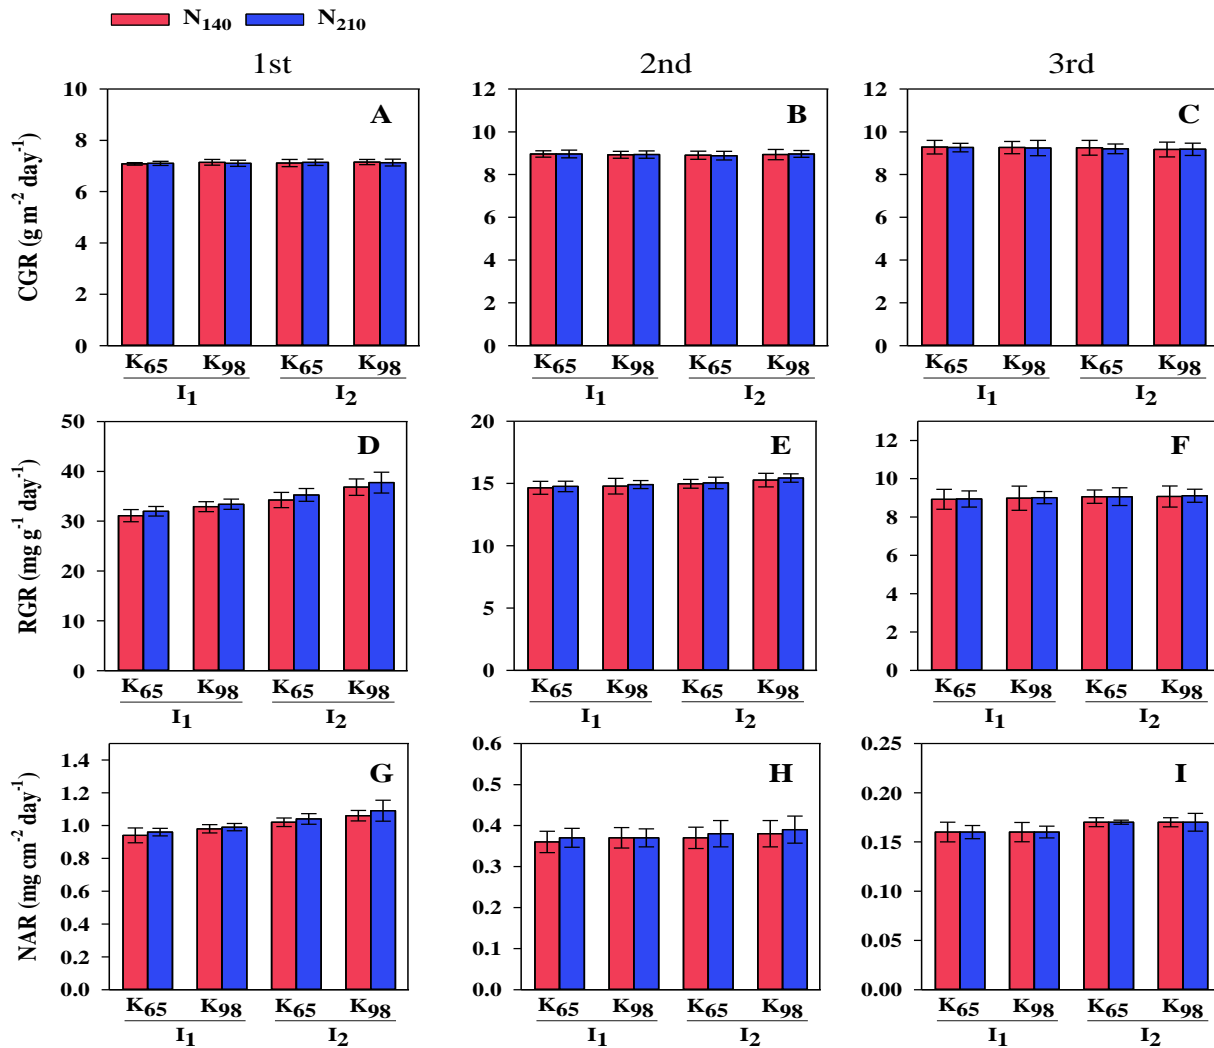 N140 N210
1st 2nd 3rd
CGR (g m-2 day-1)
10 8 6 4 2 0
A
K65 K98 K65 K98
I1 I2
12 10 8 6 4 2 0
B
K65 K98 K65 K98
I1 I2
12 10 8 6 4 2 0
C
K65 K98 K65 K98
I1 I2
RGR (mg g-1 day-1)
50 40 30 20 10 0
D
K65 K98 K65 K98
I1 I2
20 15 10 5 0
E
K65 K98 K65 K98
I1 I2
12 10 8 6 4 2 0
F
K65 K98 K65 K98
I1 I2
NAR (mg cm-2 day-1)
1.4 1.2 1.0 0.8 0.6 0.4 0.2 0.0
G
K65 K98 K65 K98
I1 I2
0.6 0.5 0.4 0.3 0.2 0.1 0.0
H
K65 K98 K65 K98
I1 I2
0.25 0.20 0.15 0.10 0.05 0.00
I
K65 K98 K65 K98
I1 I2